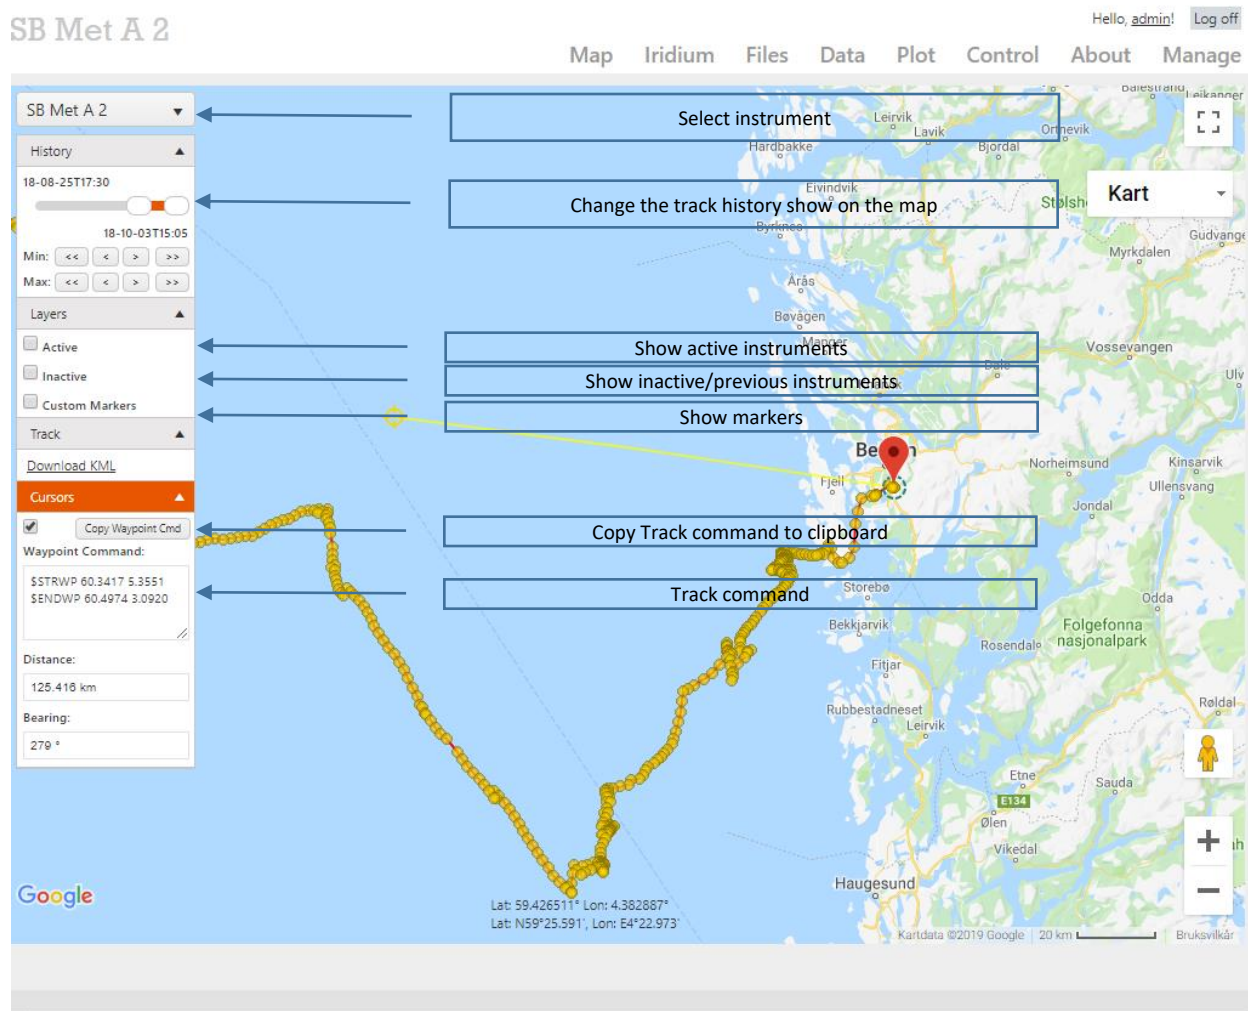 SB Met A 2
Hello, admin! Log off
Map Iridium Files Data Plot Control About Manage
SB Met A 2
Select instrument
History
18-08-25T17:30
Change the track history show on the map
18-10-03T15:05
Min: << < > >>
Max: << < > >>
Layers
Active
Show active instruments
Inactive
Show inactive/previous instruments
Custom Markers
Show markers
Track
Download KML
Cursors
Copy Waypoint Cmd
Copy Track command to clipboard
Waypoint Command:
$STRWP 60.3417 5.3551
$ENDWP 60.4974 3.0920
Track command
Distance:
125.416 km
Bearing:
279 °
Kart
Leikanger
Leirvik
Lavik
Ortnevik
Hardbakke
Bjordal
Eivindvik
Byrknes
Gudvange
Myrkdalen
Årås
Bøvågen
Manger
Vossevangen
Dale
Ulv
Fjell
Norheimsund
Kinsarvik
Ullensvang
Jondal
Storebø
Odda
Bekkjarvik
Folgefonna
nasjonalpark
Rosendal
Fitjar
Rubbestadneset
Leirvik
Røldal
Etne
Sauda
E134
Ølen
Vikedal
Haugesund
Google
Lat: 59.426511° Lon: 4.382887°
Lat: N59°25.591', Lon: E4°22.973'
Kartdata ©2019 Google 20 km Bruksvilkår